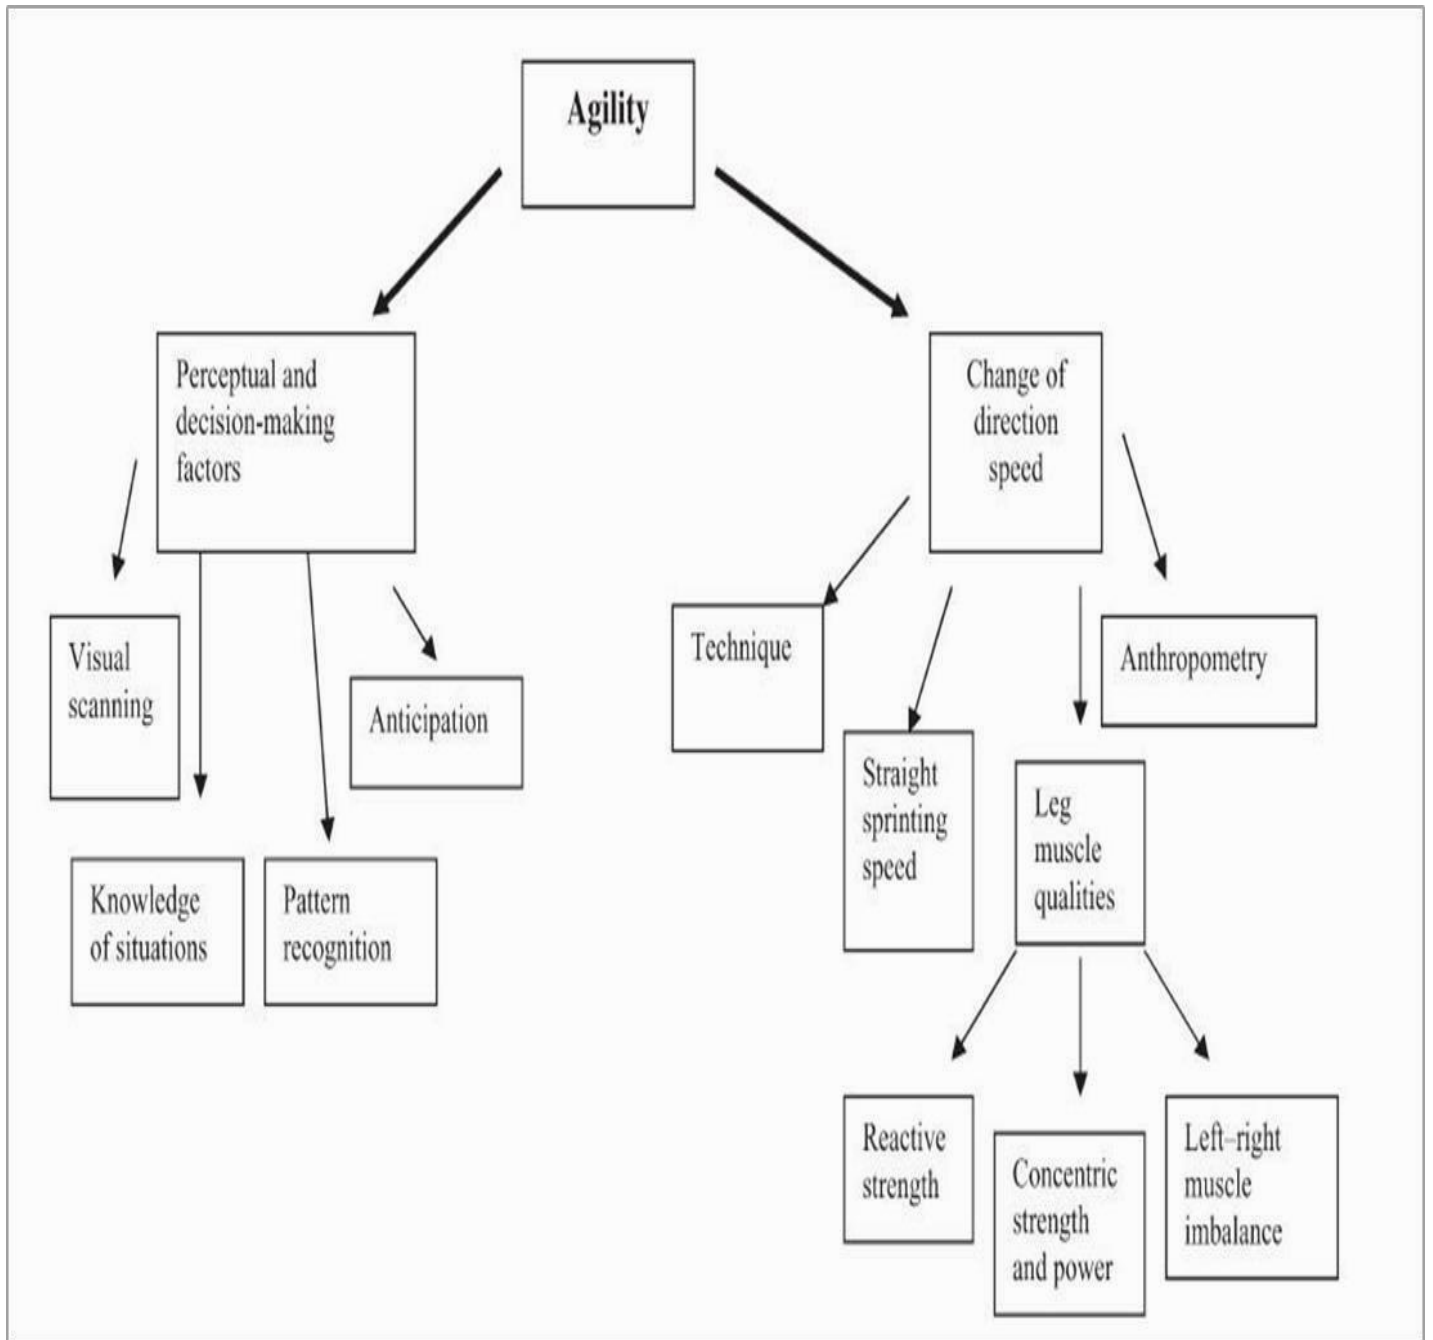 Agility
Perceptual and
decision-making
factors
Change of
direction
speed
Visual
scanning
Anticipation
Knowledge
of situations
Pattern
recognition
Technique
Straight
sprinting
speed
Leg
muscle
qualities
Anthropometry
Reactive
strength
Concentric
strength
and power
Left–right
muscle
imbalance